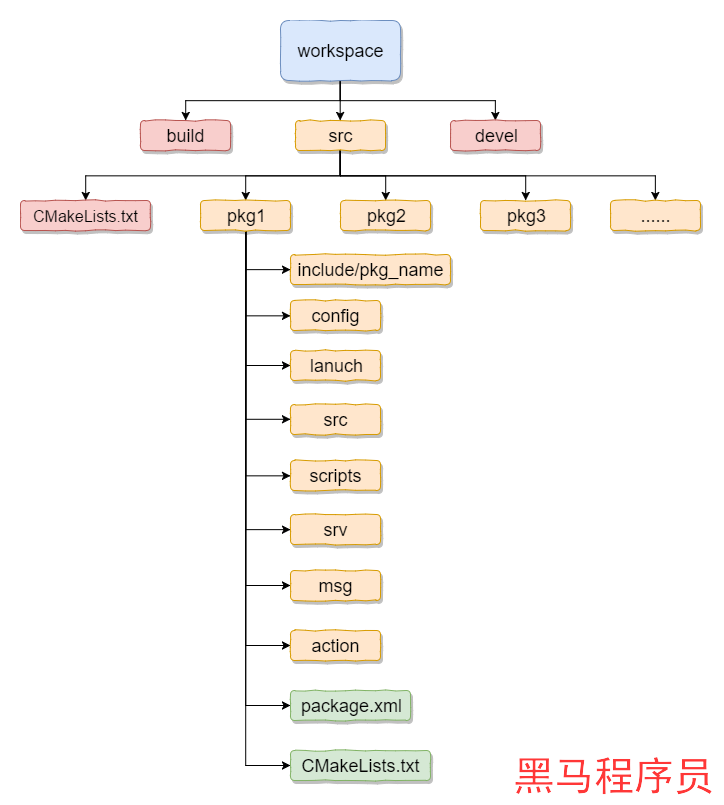 workspace
build
src
devel
CMakeLists.txt
pkg1
pkg2
pkg3
......
include/pkg_name
config
lanuch
src
scripts
srv
msg
action
package.xml
CMakeLists.txt
黑马程序员